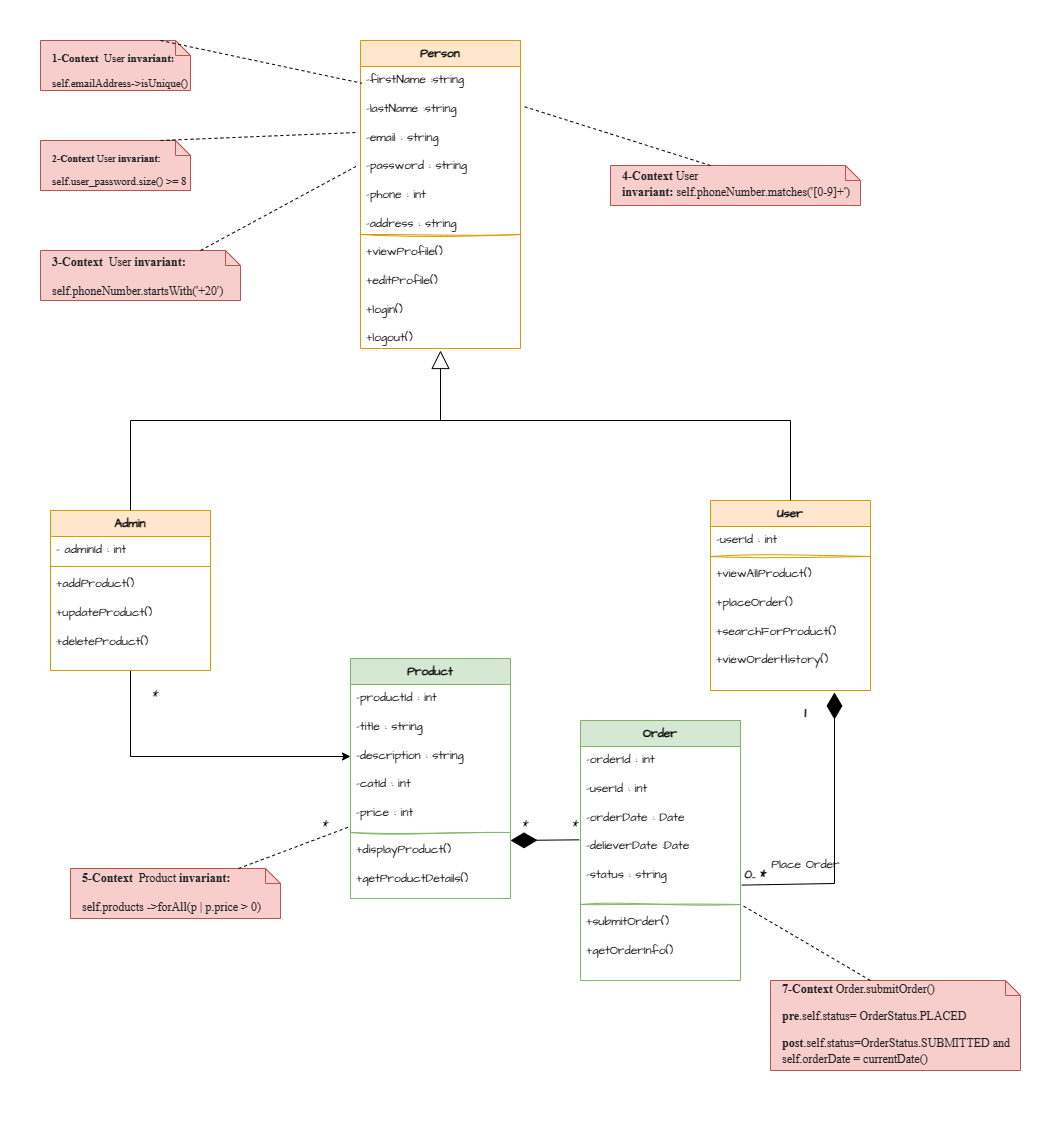 1-Context User invariant:
self.emailAddress->isUnique()
2-Context User invariant:
self.user_password.size() >= 8
3-Context User invariant:
self.phoneNumber.startsWith('+20')
Person
-firstName :string
-lastName :string
-email : string
-password : string
-phone : int
-address : string
+viewProfile()
+editProfile()
+login()
+logout()
4-Context User
invariant: self.phoneNumber.matches('[0-9]+')
Admin
- adminId : int
+addProduct()
+updateProduct()
+deleteProduct()
*
User
-userId : int
+viewAllProduct()
+placeOrder()
+searchForProduct()
+viewOrderHistory()
1
Product
-productId : int
-title : string
-description : string
-catId : int
-price : int
+displayProduct()
+getProductDetails()
*
*
*
Order
-orderId : int
-userId : int
-orderDate : Date
-delieverDate :Date
-status : string
+submitOrder()
+getOrderInfo()
Place Order
0.. *
5-Context Product invariant:
self.products ->forAll(p | p.price > 0)
7-Context Order.submitOrder()
pre.self.status= OrderStatus.PLACED
post.self.status=OrderStatus.SUBMITTED and
self.orderDate = currentDate()